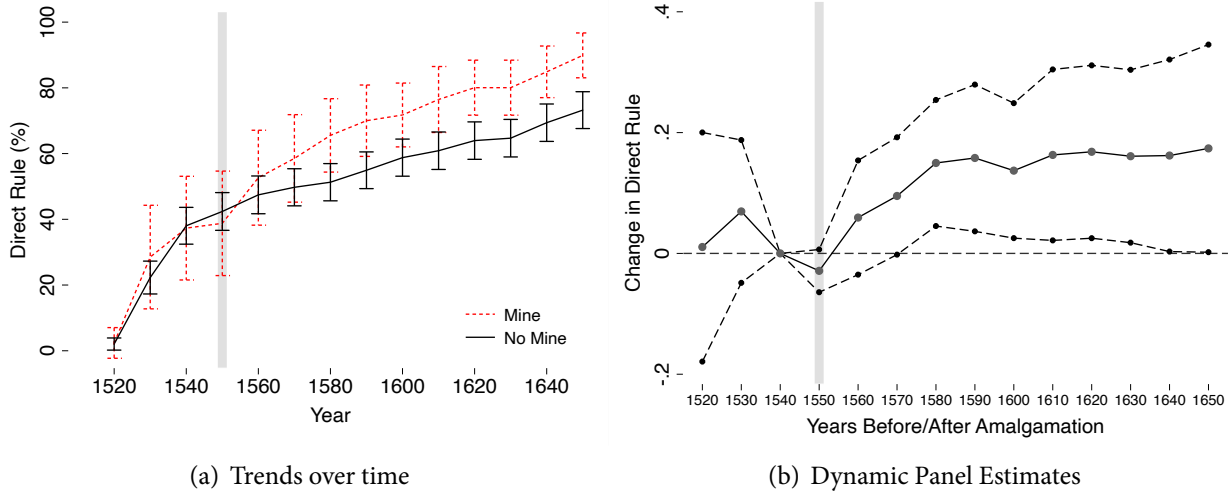 100
80
60
40
20
0
Direct Rule (%)
Mine
No Mine
1520 1540 1560 1580 1600 1620 1640
Year
(a) Trends over time
.4
.2
0
-.2
Change in Direct Rule
1520 1530 1540 1550 1560 1570 1580 1590 1600 1610 1620 1630 1640 1650
Years Before/After Amalgamation
(b) Dynamic Panel Estimates